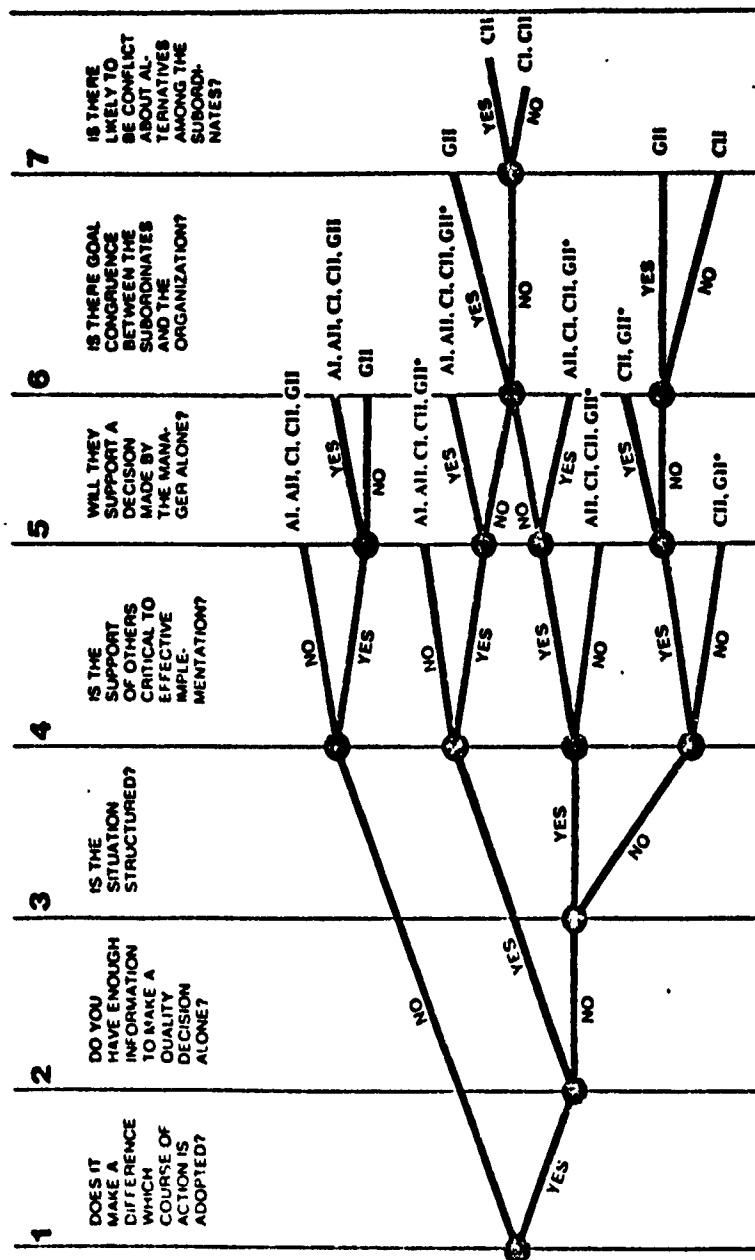 1
DOES IT
MAKE A
DIFFERENCE
WHICH
COURSE OF
ACTION IS
ADOPTED?
2
DO YOU
HAVE ENOUGH
INFORMATION
TO MAKE A
QUALITY
DECISION
ALONE?
3
IS THE
SITUATION
STRUCTURED?
4
IS THE
SUPPORT
OF OTHERS
CRITICAL TO
EFFECTIVE
IMPLE-
MENTATION?
5
WILL THEY
SUPPORT A
DECISION
MADE BY
THE MANA-
GER ALONE?
6
IS THERE GOAL
CONGRUENCE
BETWEEN THE
SUBORDINATES
AND THE
ORGANIZATION?
7
IS THERE
LIKELY TO
BE CONFLICT
ABOUT AL-
TERNATIVES
AMONG THE
SUBORDI-
NATES?
NO
YES
YES
NO
YES
NO
NO
YES
NO
YES
YES
NO
YES
NO
AI, AII, CI, CII, GII
YES
NO
AI, AII, CI, CII, GII
GII
AI, AII, CI, CII, GII*
YES
NO
AI, AII, CI, CII, GII*
NO
YES
AII, CI, CII, GII*
AII, CI, CII, GII*
YES
NO
CII, GII*
CII, GII*
YES
NO
GII
YES
NO
GII
CII
YES
NO
CII
CI, CII